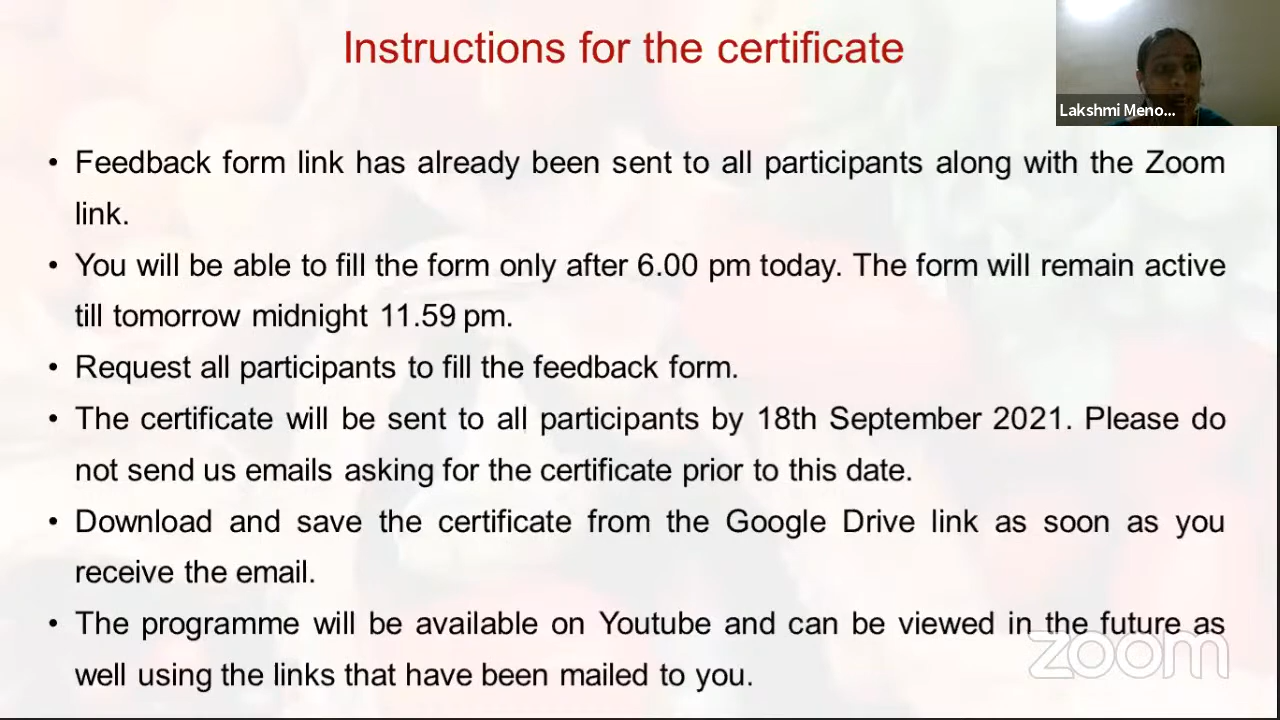 Instructions for the certificate
Lakshmi Meno...
• Feedback form link has already been sent to all participants along with the Zoom
link.
• You will be able to fill the form only after 6.00 pm today. The form will remain active
till tomorrow midnight 11.59 pm.
• Request all participants to fill the feedback form.
• The certificate will be sent to all participants by 18th September 2021. Please do
not send us emails asking for the certificate prior to this date.
• Download and save the certificate from the Google Drive link as soon as you
receive the email.
• The programme will be available on Youtube and can be viewed in the future as
well using the links that have been mailed to you.
zoom